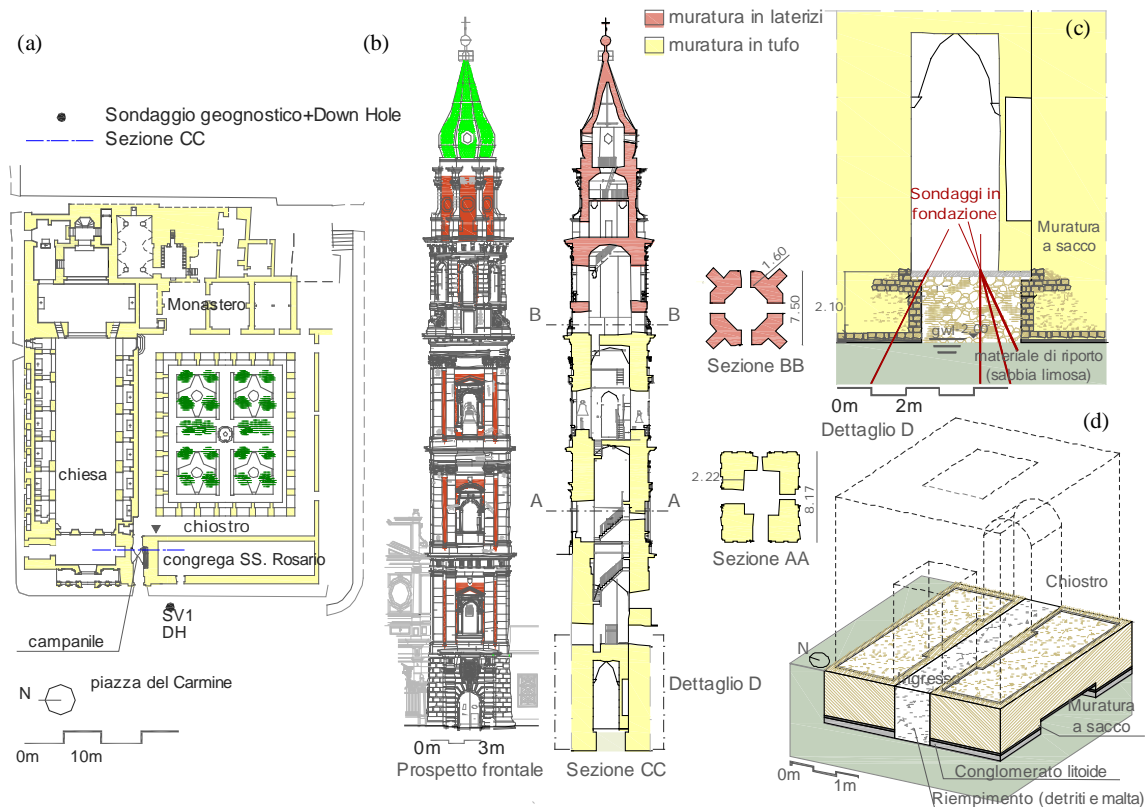 (a)
Sondaggio geognostico+Down Hole
Sezione CC
Monastero
chiesa
chiostro
congrega SS. Rosario
SV1
DH
campanile
N
piazza del Carmine
0m
10m
(b)
muratura in laterizi
muratura in tufo
B
B
A
A
Dettaglio D
0m
3m
Prospetto frontale
Sezione CC
1.60
7.50
Sezione BB
2.22
8.17
Sezione AA
(c)
Sondaggi in
fondazione
Muratura
a sacco
2.10
gwl -2.00
materiale di riporto
(sabbia limosa)
0m
2m
Dettaglio D
(d)
Chiostro
N
Ingresso
Muratura
a sacco
0m
1m
Conglomerato litoide
Riempimento (detriti e malta)